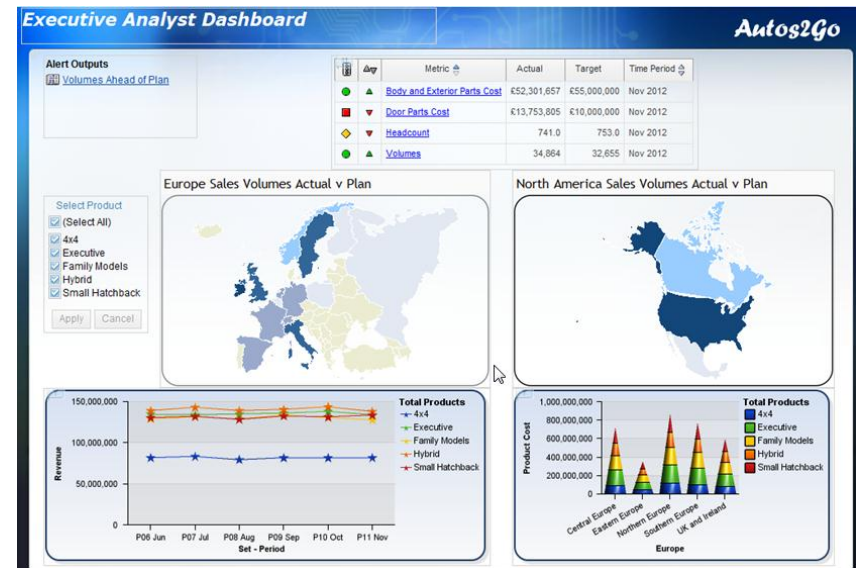 Executive Analyst Dashboard
Autos2Go
Alert Outputs
Volumes Ahead of Plan
Metric Actual Target Time Period
Body and Exterior Parts Cost £52,301,657 £55,000,000 Nov 2012
Door Parts Cost £13,753,805 £10,000,000 Nov 2012
Headcount 741.0 753.0 Nov 2012
Volumes 34,864 32,655 Nov 2012
Europe Sales Volumes Actual v Plan
North America Sales Volumes Actual v Plan
Select Product
(Select All)
4x4
Executive
Family Models
Hybrid
Small Hatchback
Apply Cancel
150,000,000
100,000,000
50,000,000
0
Revenue
P06 Jun P07 Jul P08 Aug P09 Sep P10 Oct P11 Nov
Set - Period
Total Products
4x4
Executive
Family Models
Hybrid
Small Hatchback
1,000,000,000
800,000,000
600,000,000
400,000,000
200,000,000
0
Product Cost
Central Europe
Eastern Europe
Northern Europe
Southern Europe
UK and Ireland
Europe
Total Products
4x4
Executive
Family Models
Hybrid
Small Hatchback